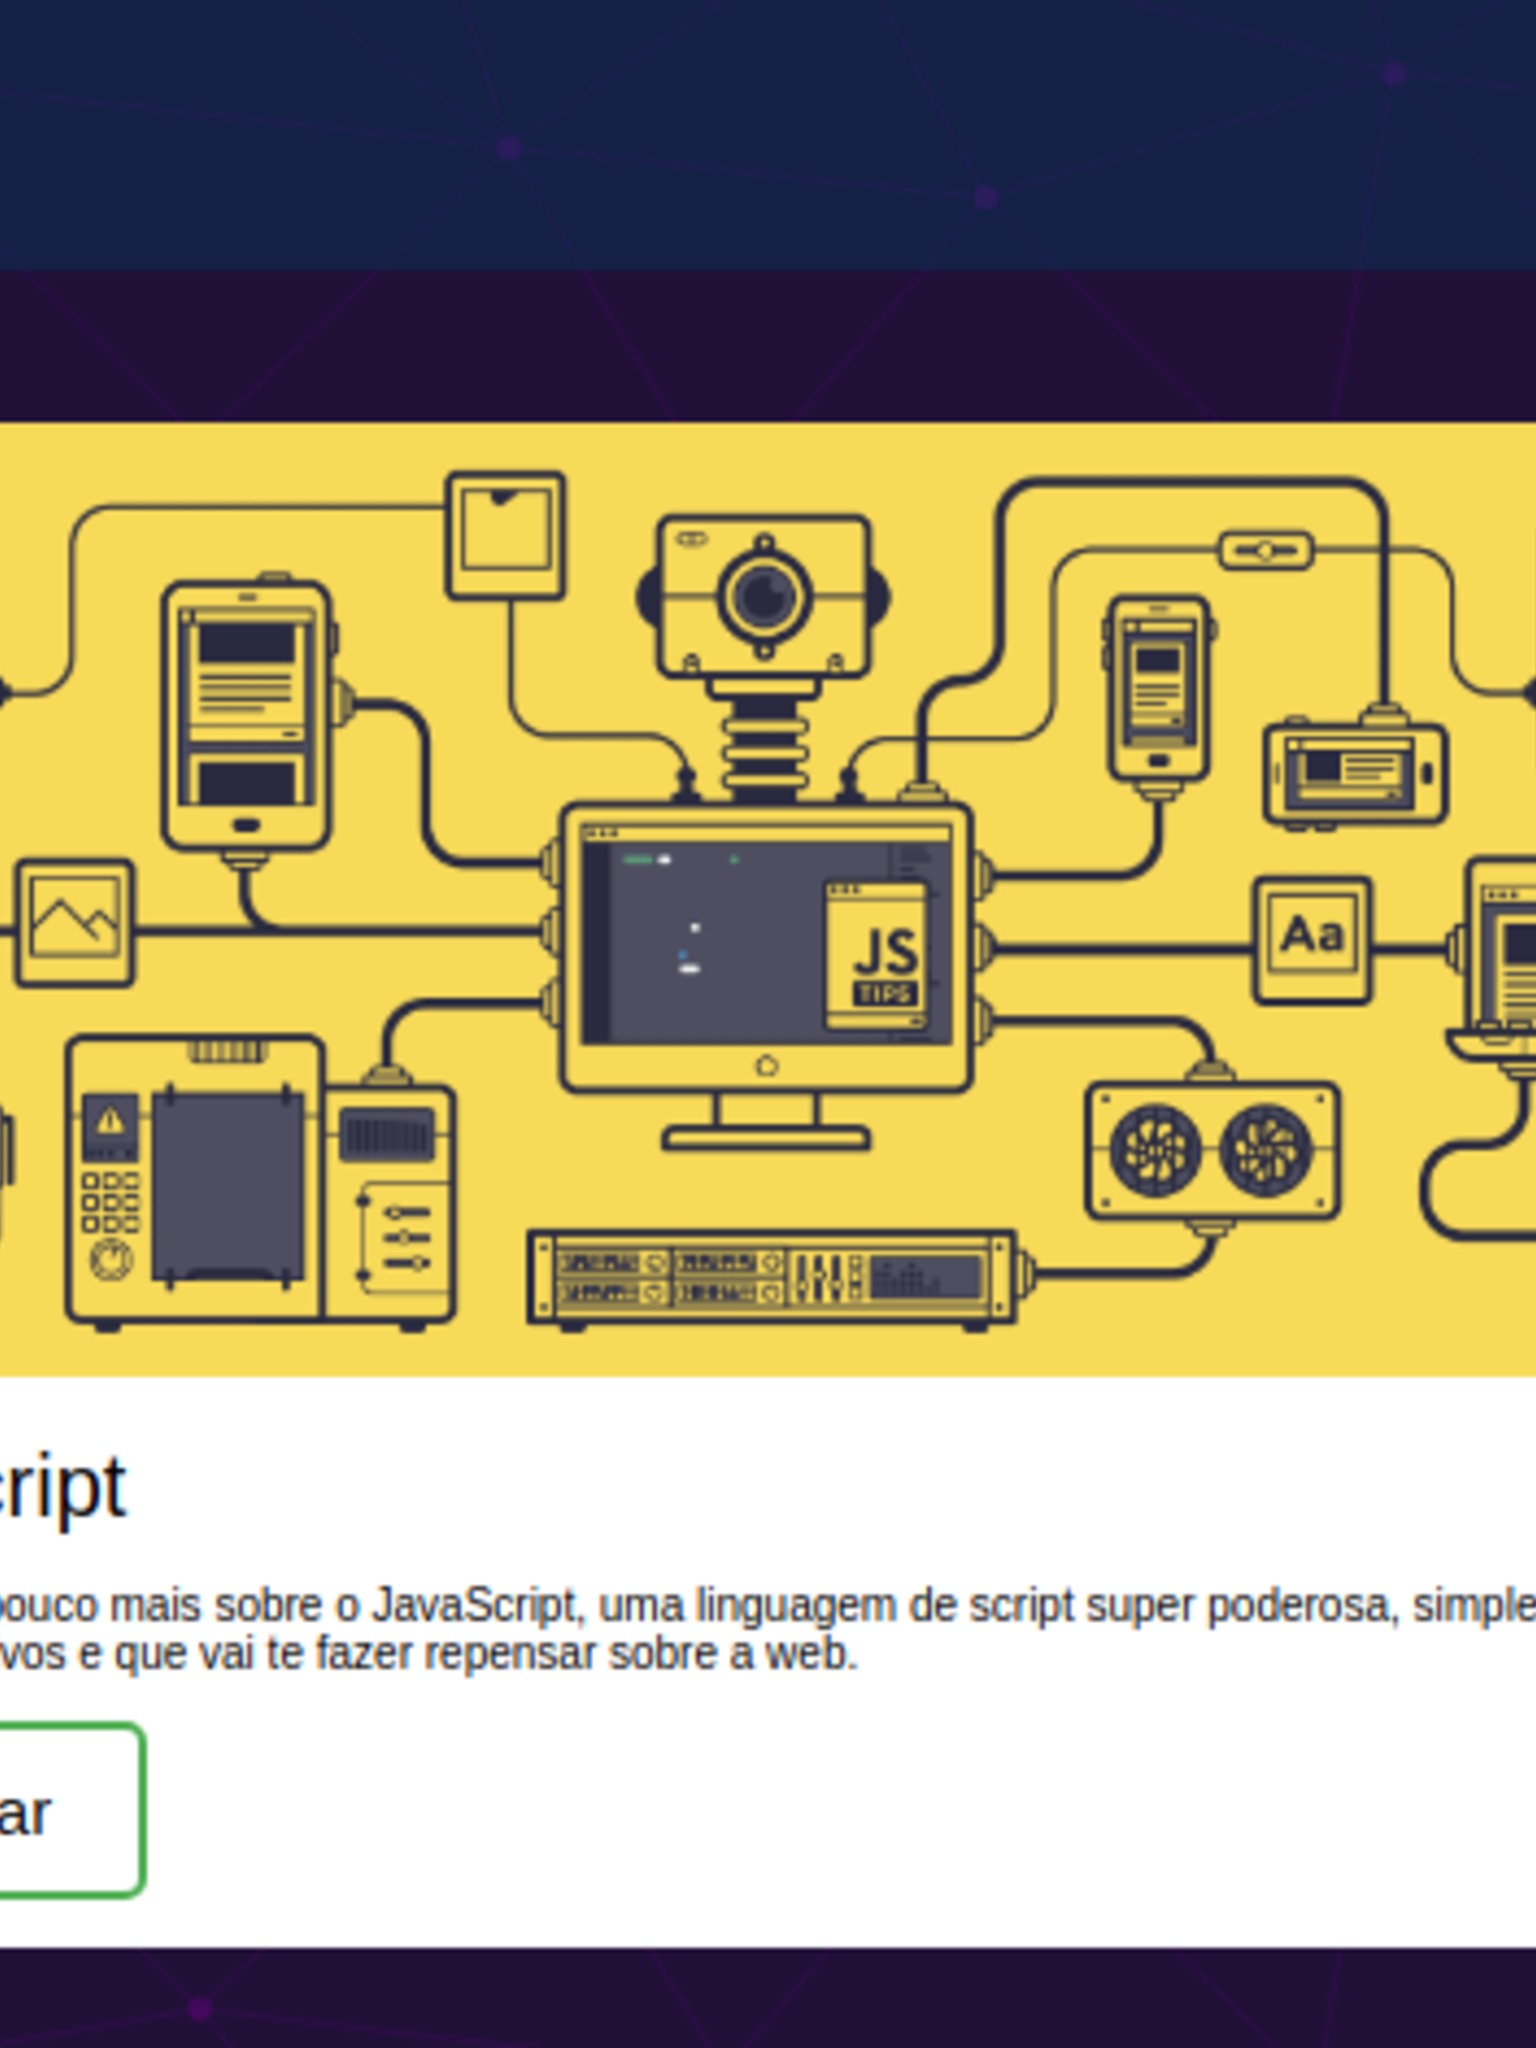 JS
TIPS
Aa
cript
pouco mais sobre o JavaScript, uma linguagem de script super poderosa, simple
vos e que vai te fazer repensar sobre a web.
ar